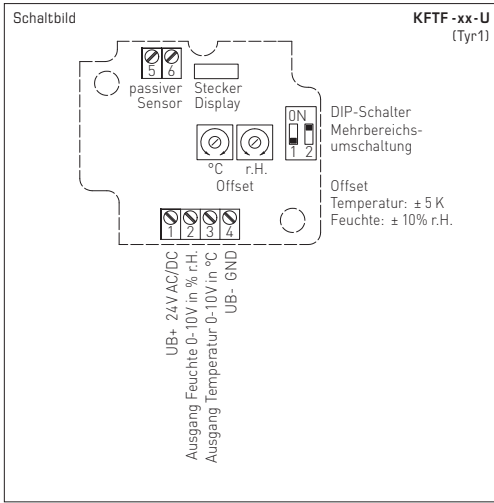 Schaltbild
KFTF -xx-U
(Tyr1)
5 6
passiver
Sensor
Stecker
Display
ON
1 2
DIP-Schalter
Mehrbereichs-
umschaltung
°C r.H.
Offset
Offset
Temperatur: ± 5 K
Feuchte: ± 10% r.H.
1 2 3 4
UB+ 24V AC/DC
Ausgang Feuchte 0-10V in % r.H.
Ausgang Temperatur 0-10V in °C
UB- GND